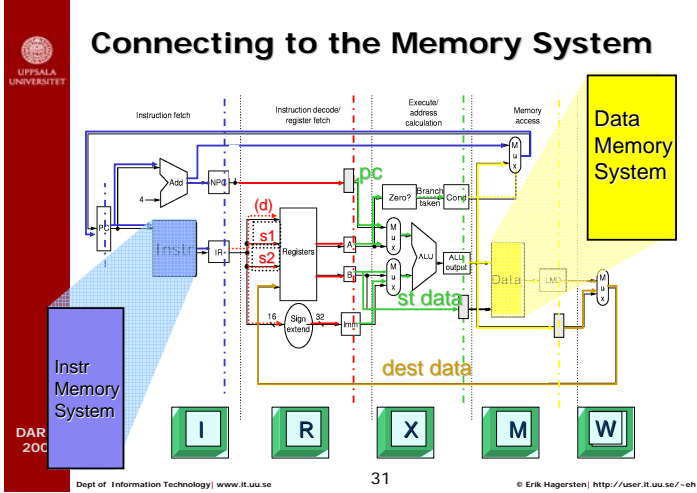 Connecting to the Memory System
UPPSALA
UNIVERSITET
Instruction fetch
Instruction decode/
register fetch
Execute/
address
calculation
Memory
access
Data
Memory
System
M
u
x
Add
NPC
pc
4
PC
Zero?
Branch
taken
Cond
(d)
Instr
IR
s1
s2
Registers
A
B
M
u
x
M
u
x
ALU
ALU
output
Data
LMD
M
u
x
st data
16
Sign
extend
32
Imm
dest data
Instr
Memory
System
I
R
X
M
W
DAR
200
Dept of Information Technology| www.it.uu.se
31
© Erik Hagersten| http://user.it.uu.se/~eh